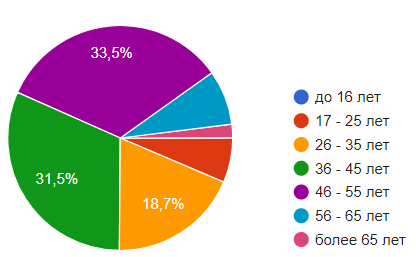 33,5%
31,5%
18,7%
до 16 лет
17 - 25 лет
26 - 35 лет
36 - 45 лет
46 - 55 лет
56 - 65 лет
более 65 лет